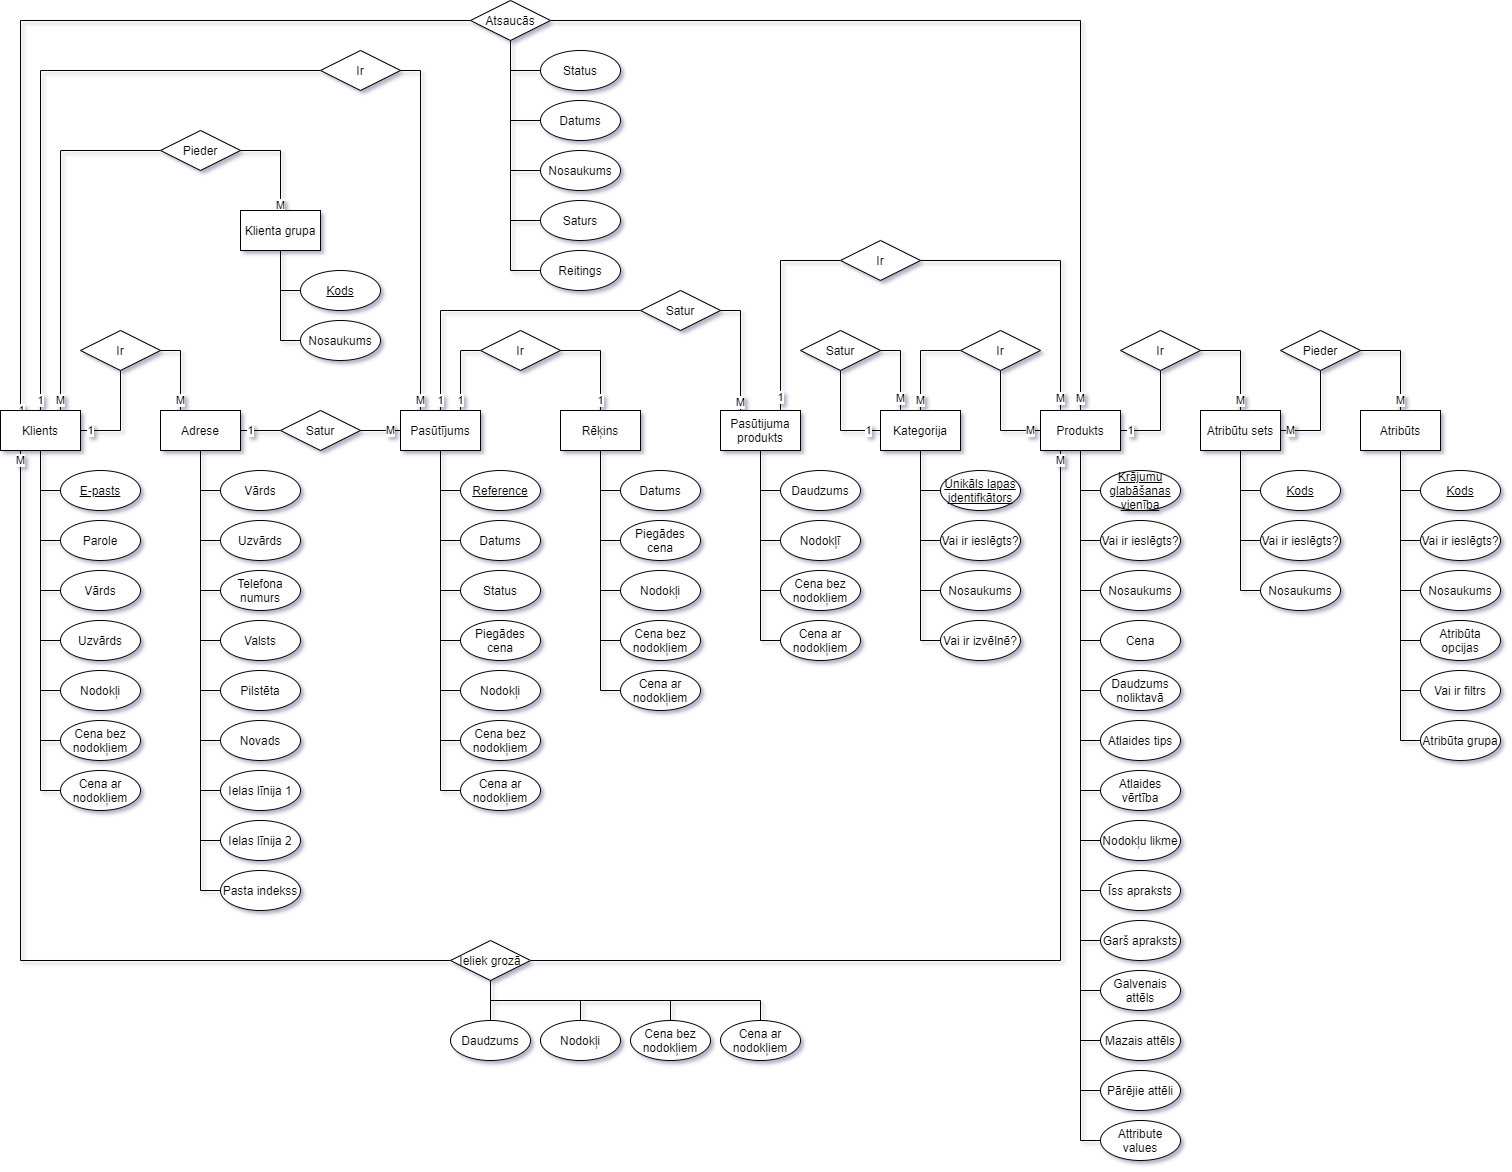 Atsaucās
Status
Datums
Nosaukums
Saturs
Reitings
Ir
Pieder
M
Klienta grupa
Kods
Nosaukums
Ir
Satur
Ir
Ir
Satur
Ir
Ir
Pieder
1
1
M
M
M
1
1
1
M
1
M
M
M
M
M
M
Klients
1
Adrese
1
Satur
M
Pasūtījums
Rēķins
Pasūtijuma
produkts
1
Kategorija
M
Produkts
1
Atribūtu sets
M
Atribūts
M
M
E-pasts
Parole
Vārds
Uzvārds
Nodokļi
Cena bez
nodokļiem
Cena ar
nodokļiem
Vārds
Uzvārds
Telefona
numurs
Valsts
Pilstēta
Novads
Ielas līnija 1
Ielas līnija 2
Pasta indekss
Reference
Datums
Status
Piegādes
cena
Nodokļi
Cena bez
nodokļiem
Cena ar
nodokļiem
Datums
Piegādes
cena
Nodokļi
Cena bez
nodokļiem
Cena ar
nodokļiem
Daudzums
Nodokļī
Cena bez
nodokļiem
Cena ar
nodokļiem
Unikāls lapas
identifkātors
Vai ir ieslēgts?
Nosaukums
Vai ir izvēlnē?
Krājumu
glabāšanas
vienība
Vai ir ieslēgts?
Nosaukums
Cena
Daudzums
noliktavā
Atlaides tips
Atlaides
vērtība
Nodokļu likme
Īss apraksts
Garš apraksts
Galvenais
attēls
Mazais attēls
Pārējie attēli
Attribute
values
Kods
Vai ir ieslēgts?
Nosaukums
Kods
Vai ir ieslēgts?
Nosaukums
Atribūta
opcijas
Vai ir filtrs
Atribūta grupa
Ieliek grozā
Daudzums
Nodokļi
Cena bez
nodokļiem
Cena ar
nodokļiem